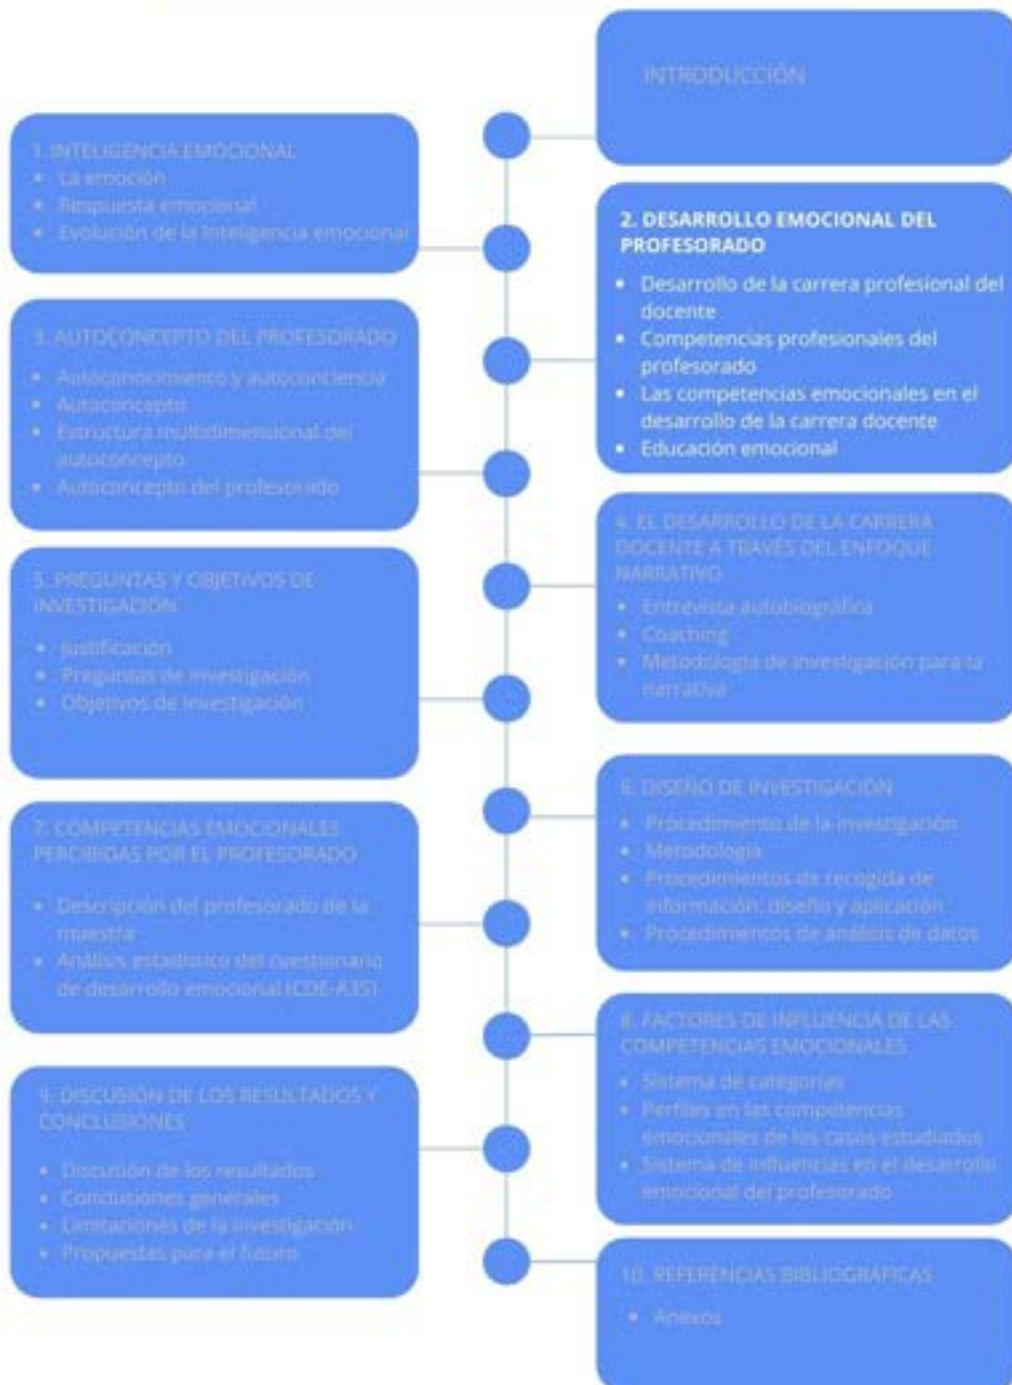 INTRODUCCIÓN
1. INTELIGENCIA EMOCIONAL
• La emoción
• Respuesta emocional
• Evolución de la Inteligencia emocional
2. DESARROLLO EMOCIONAL DEL
PROFESORADO
• Desarrollo de la carrera profesional del
docente
• Competencias profesionales del
profesorado
• Las competencias emocionales en el
desarrollo de la carrera docente
• Educación emocional
3. AUTOCONCEPTO DEL PROFESORADO
• Autoconocimiento y autoconciencia
• Autoconcepto
• Estructura multidimensional del
autoconcepto
• Autoconcepto del profesorado
4. EL DESARROLLO DE LA CARRERA
DOCENTE A TRAVÉS DEL ENFOQUE
NARRATIVO
• Entrevista autobiográfica
• Coaching
• Metodología de investigación para la
narrativa
5. PREGUNTAS Y OBJETIVOS DE
INVESTIGACIÓN
• Justificación
• Preguntas de investigación
• Objetivos de investigación
6. DISEÑO DE INVESTIGACIÓN
• Procedimiento de la investigación
• Metodología
• Procedimientos de recogida de
información: diseño y aplicación
• Procedimientos de análisis de datos
7. COMPETENCIAS EMOCIONALES
PERCIBIDAS POR EL PROFESORADO
• Descripción del profesorado de la
muestra
• Análisis estadístico del cuestionario
de desarrollo emocional (CDE-A35)
8. FACTORES DE INFLUENCIA DE LAS
COMPETENCIAS EMOCIONALES
• Sistema de categorías
• Perfiles en las competencias
emocionales de los casos estudiados
• Sistema de influencias en el desarrollo
emocional del profesorado
9. DISCUSIÓN DE LOS RESULTADOS Y
CONCLUSIONES
• Discusión de los resultados
• Conclusiones generales
• Limitaciones de la investigación
• Propuestas para el futuro
10. REFERENCIAS BIBLIOGRÁFICAS
• Anexos